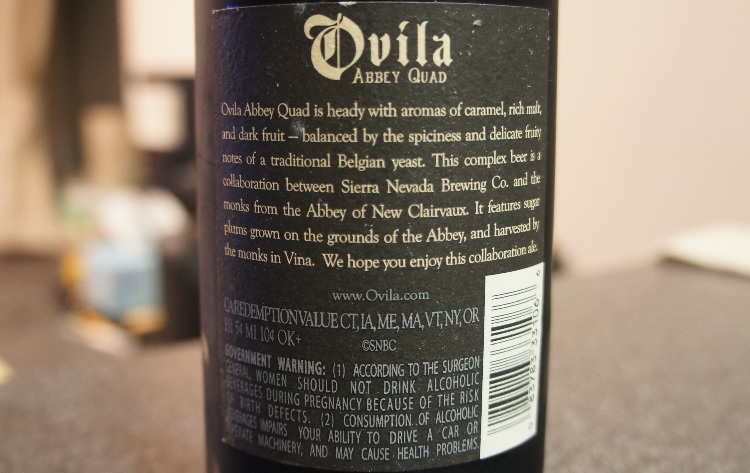 Ovila
ABBEY QUAD
Ovila Abbey Quad is heady with aromas of caramel, rich malt,
and dark fruit – balanced by the spiciness and delicate fruity
notes of a traditional Belgian yeast. This complex beer is a
collaboration between Sierra Nevada Brewing Co. and the
monks from the Abbey of New Clairvaux. It features sugar
plums grown on the grounds of the Abbey, and harvested by
the monks in Vina. We hope you enjoy this collaboration ale.
www.Ovila.com
CA REDEMPTION VALUE CT, IA, ME, MA, VT, NY, OR
HI 5¢ MI 10¢ OK+
©SNBC
GOVERNMENT WARNING: (1) ACCORDING TO THE SURGEON
GENERAL, WOMEN SHOULD NOT DRINK ALCOHOLIC
BEVERAGES DURING PREGNANCY BECAUSE OF THE RISK
OF BIRTH DEFECTS. (2) CONSUMPTION OF ALCOHOLIC
BEVERAGES IMPAIRS YOUR ABILITY TO DRIVE A CAR OR
OPERATE MACHINERY, AND MAY CAUSE HEALTH PROBLEMS.